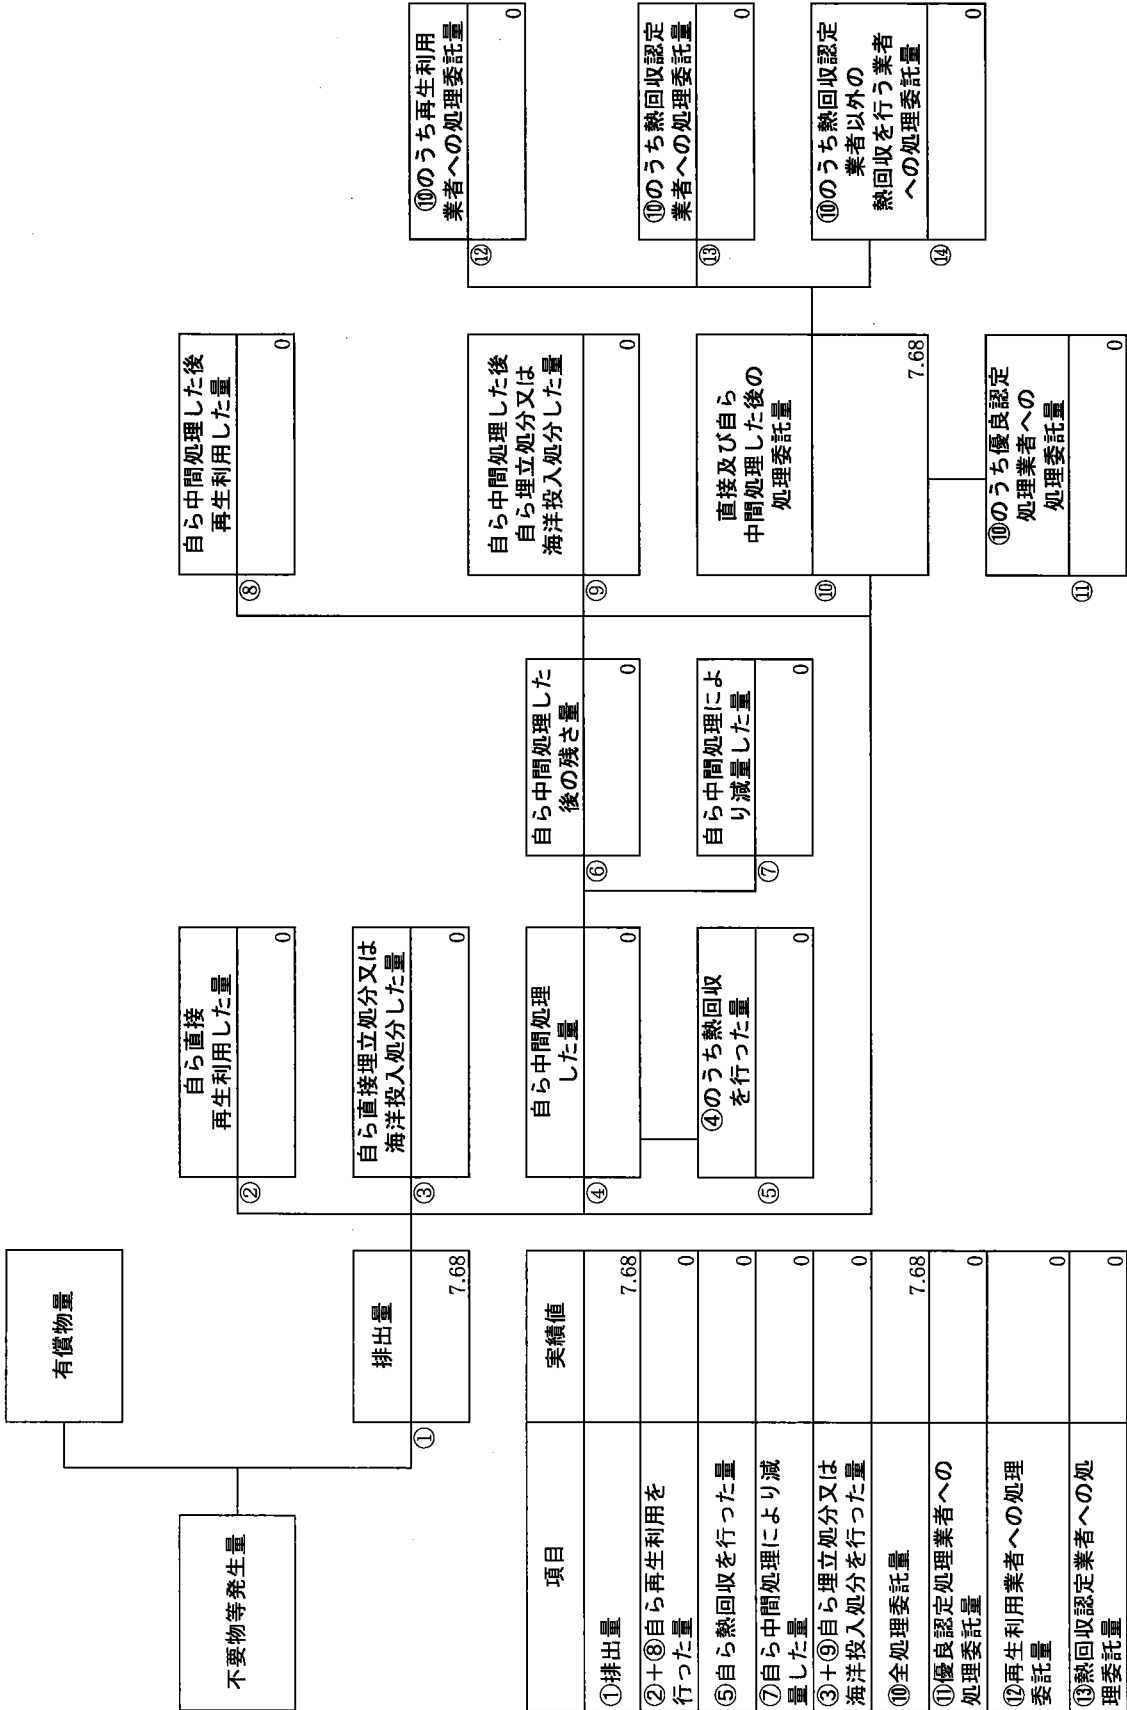 不要物等発生量
有償物量
①
排出量
7.68
②
自ら直接
再生利用した量
0
③
自ら直接埋立処分又は
海洋投入処分した量
0
④
自ら中間処理
した量
0
⑤
④のうち熱回収
を行った量
0
⑥
自ら中間処理した
後の残さ量
0
⑦
自ら中間処理によ
り減量した量
0
⑧
自ら中間処理した後
再生利用した量
0
⑨
自ら中間処理した後
自ら埋立処分又は
海洋投入処分した量
0
⑩
直接及び自ら
中間処理した後の
処理委託量
7.68
⑪
⑩のうち優良認定
処理業者への
処理委託量
0
⑫
⑩のうち再生利用
業者への処理委託量
0
⑬
⑩のうち熱回収認定
業者への処理委託量
0
⑭
⑩のうち熱回収認定
業者以外の
熱回収を行う業者
への処理委託量
0
項目 実績値
①排出量 7.68
②+⑧自ら再生利用を
行った量 0
⑤自ら熱回収を行った量 0
⑦自ら中間処理により減
量した量 0
③+⑨自ら埋立処分又は
海洋投入処分を行った量 0
⑩全処理委託量 7.68
⑪優良認定処理業者への
処理委託量 0
⑫再生利用業者への処理
委託量 0
⑬熱回収認定業者への処
理委託量 0